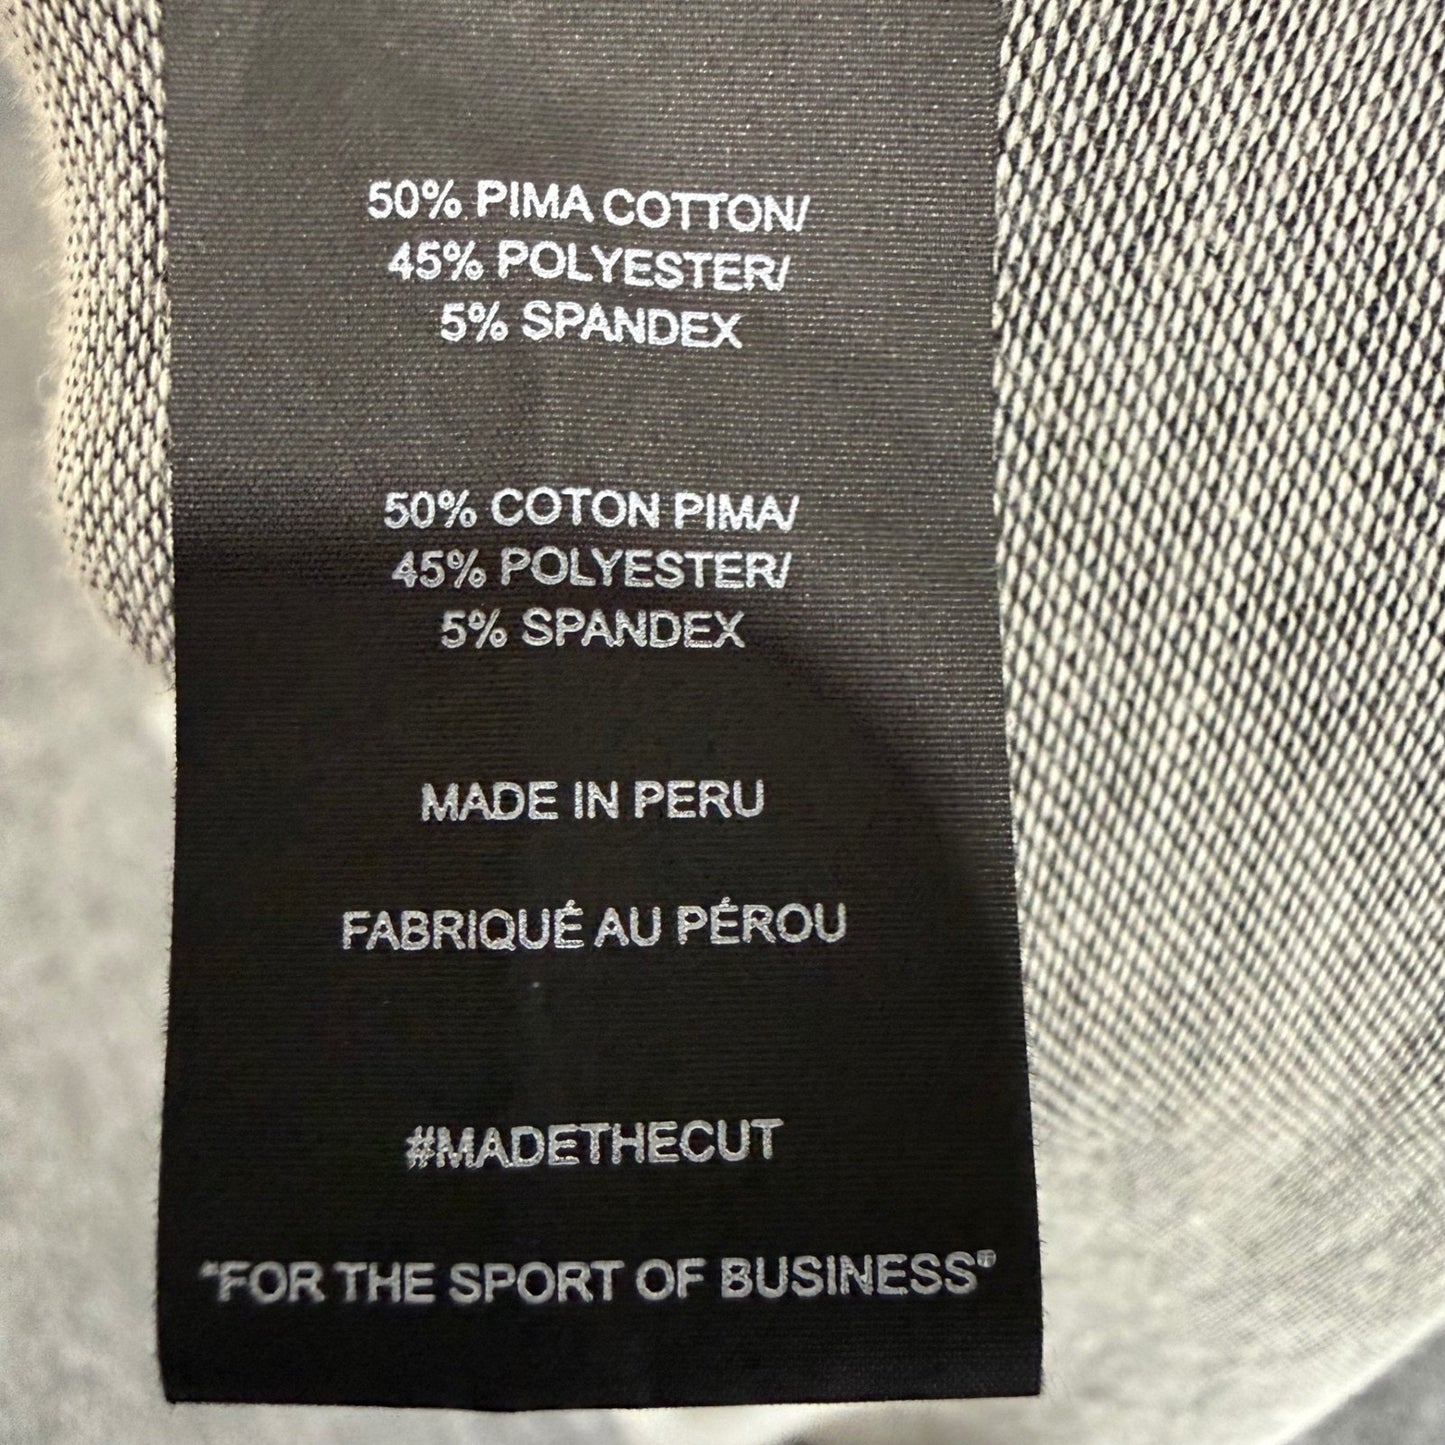 50% PIMA COTTON/
45% POLYESTER/
5% SPANDEX
50% COTON PIMA/
45% POLYESTER/
5% SPANDEX
MADE IN PERU
FABRIQUÉ AU PÉROU
#MADETHECUT
"FOR THE SPORT OF BUSINESS"